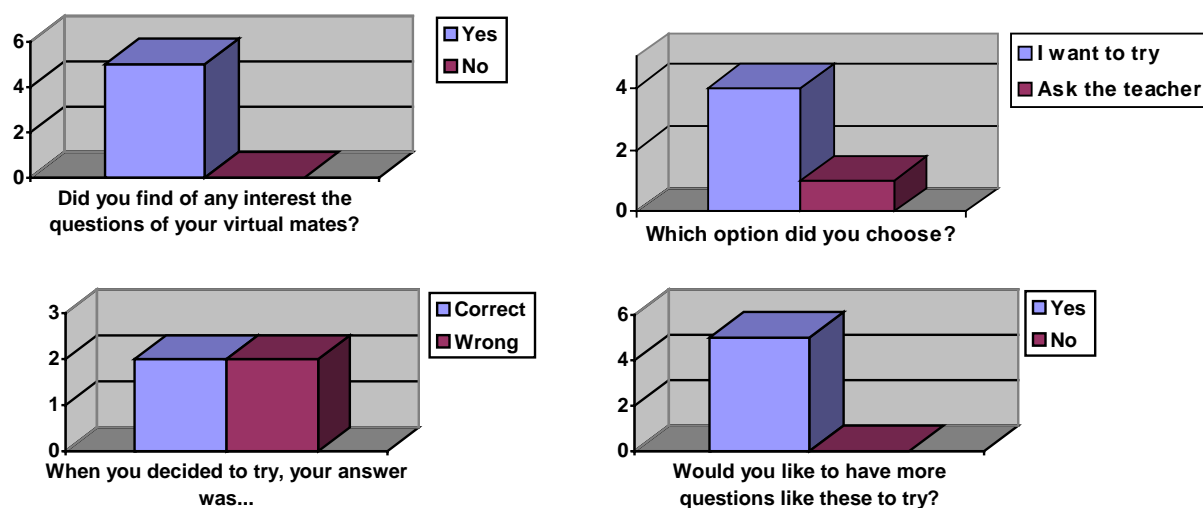 6
4
2
0
Yes
No
Did you find of any interest the
questions of your virtual mates?
4
2
0
I want to try
Ask the teacher
Which option did you choose?
3
2
1
0
Correct
Wrong
When you decided to try, your answer
was...
6
4
2
0
Yes
No
Would you like to have more
questions like these to try?